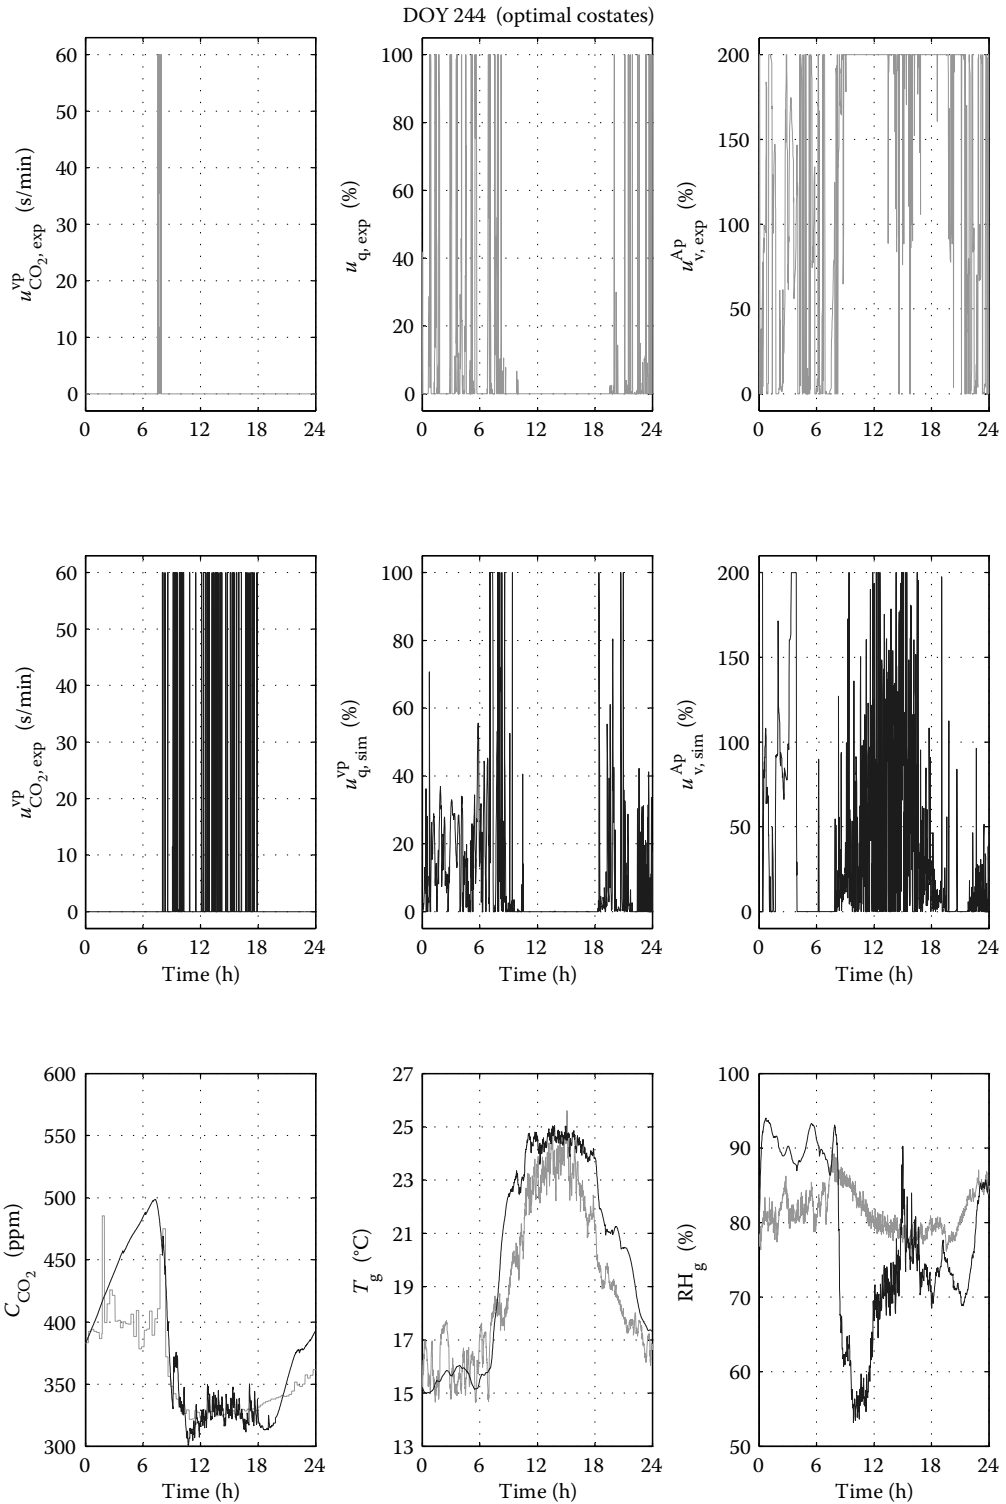 DOY 244 (optimal costates)
u^vp_CO2, exp (s/min)
60
50
40
30
20
10
0
0 6 12 18 24
u_q, exp (%)
100
80
60
40
20
0
0 6 12 18 24
u^Ap_v, exp (%)
200
150
100
50
0
0 6 12 18 24
u^vp_CO2, exp (s/min)
60
50
40
30
20
10
0
0 6 12 18 24
Time (h)
u^vp_q, sim (%)
100
80
60
40
20
0
0 6 12 18 24
Time (h)
u^Ap_v, sim (%)
200
150
100
50
0
0 6 12 18 24
Time (h)
C_CO2 (ppm)
600
550
500
450
400
350
300
0 6 12 18 24
Time (h)
T_g (°C)
27
25
23
21
19
17
15
13
0 6 12 18 24
Time (h)
RH_g (%)
100
90
80
70
60
50
0 6 12 18 24
Time (h)